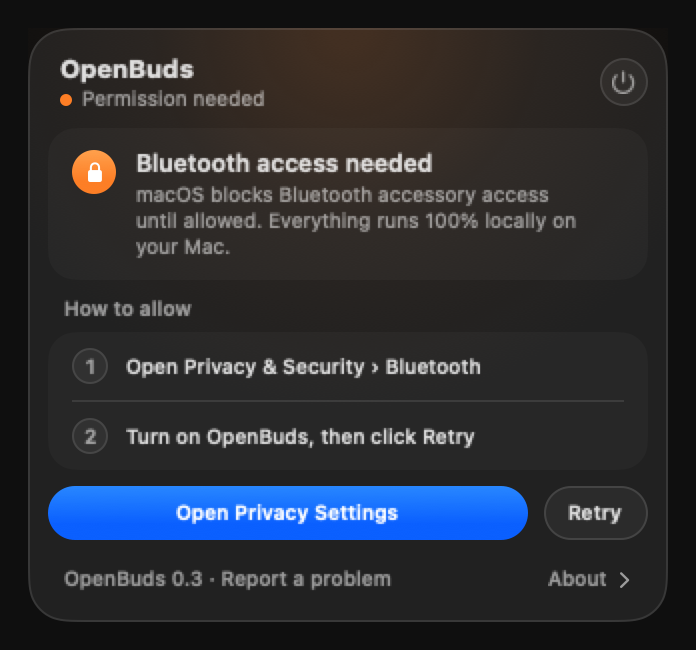 OpenBuds
Permission needed
Bluetooth access needed
macOS blocks Bluetooth accessory access
until allowed. Everything runs 100% locally on
your Mac.
How to allow
1 Open Privacy & Security › Bluetooth
2 Turn on OpenBuds, then click Retry
Open Privacy Settings Retry
OpenBuds 0.3 · Report a problem About